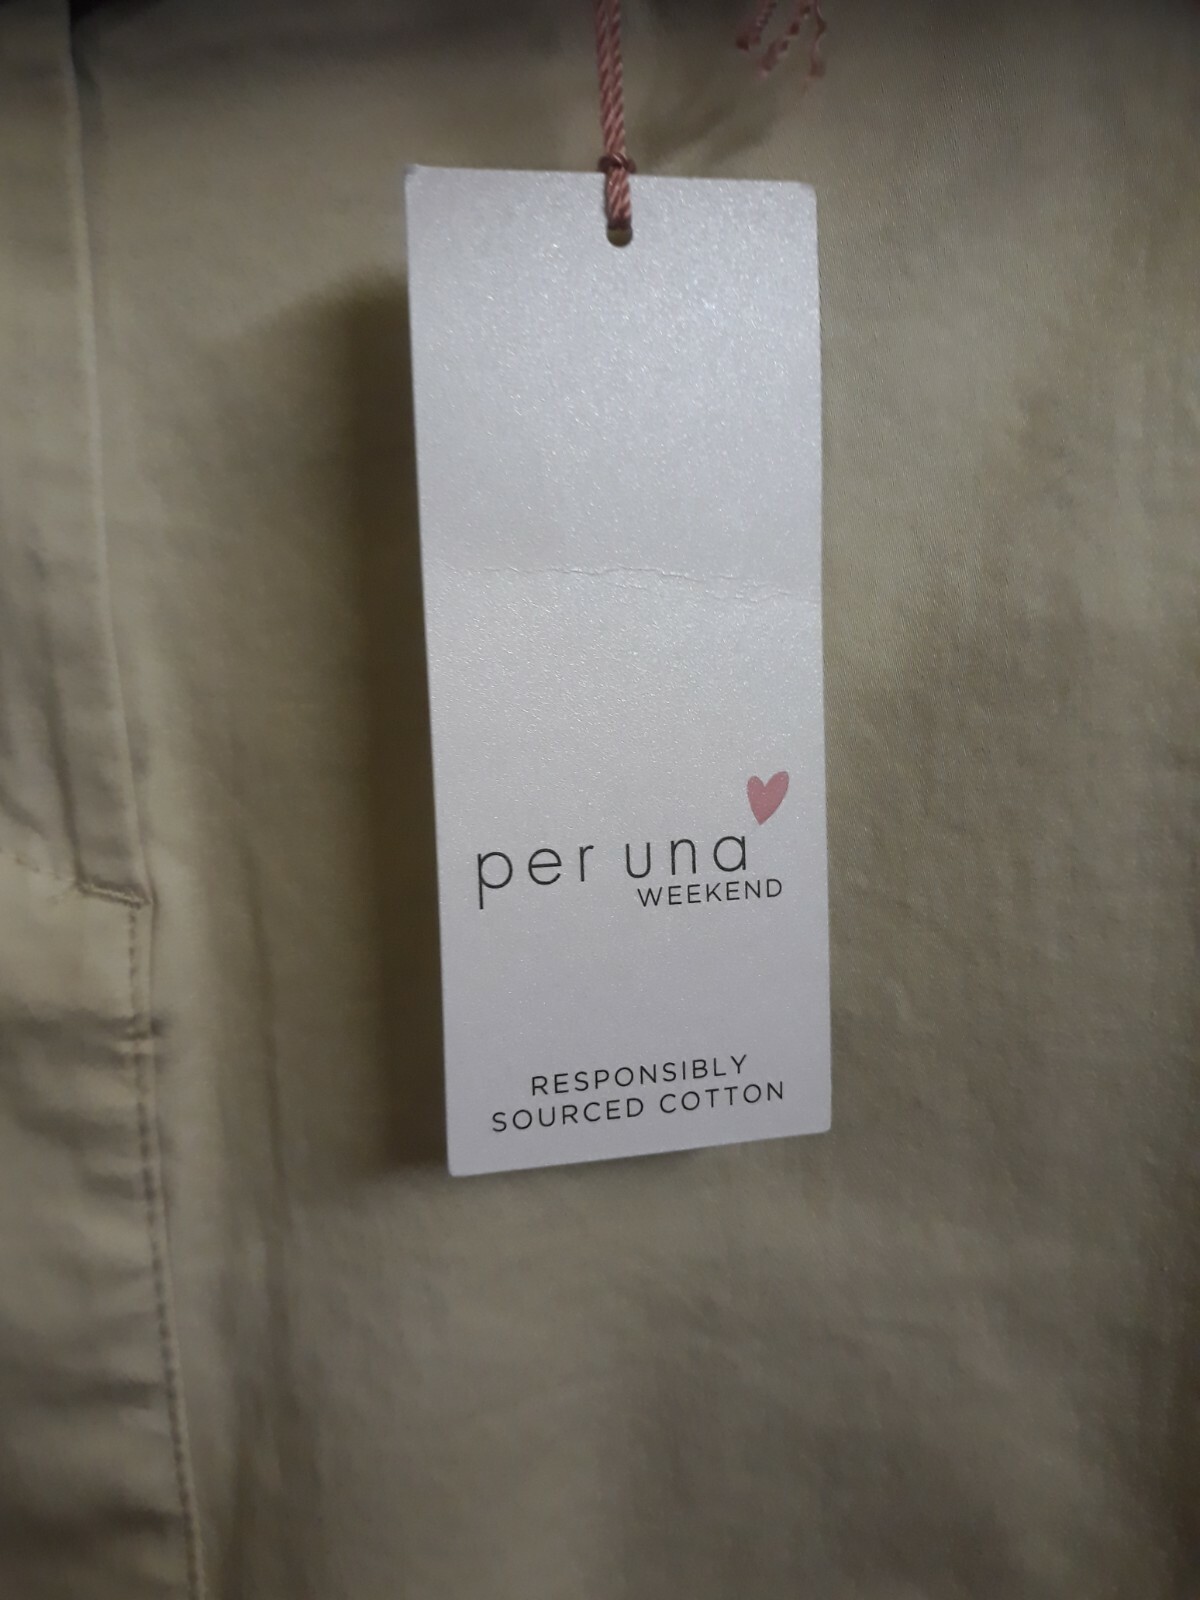 per una
WEEKEND
RESPONSIBLY
SOURCED COTTON